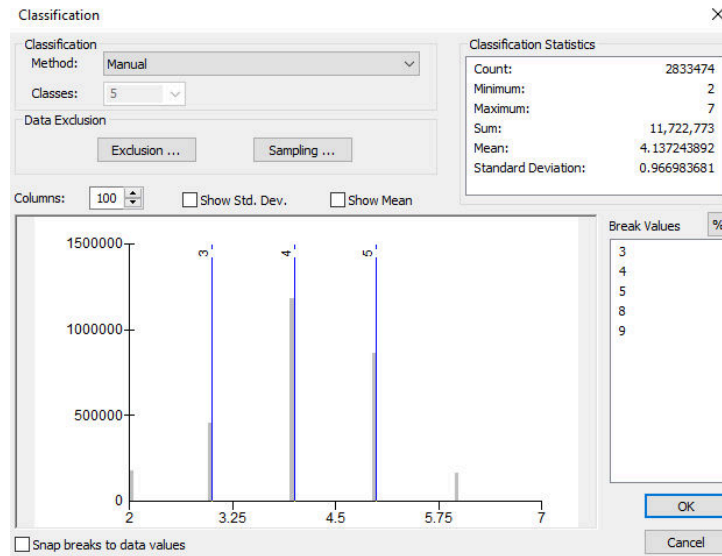 Classification
Classification
Method: Manual
Classes: 5
Data Exclusion
Exclusion ...
Sampling ...
Classification Statistics
Count: 2833474
Minimum: 2
Maximum: 7
Sum: 11,722,773
Mean: 4.137243892
Standard Deviation: 0.966983681
Columns: 100 Show Std. Dev. Show Mean
Break Values %
3
4
5
8
9
1500000
1000000
500000
0
3 4 5
2 3.25 4.5 5.75 7
Snap breaks to data values
OK
Cancel